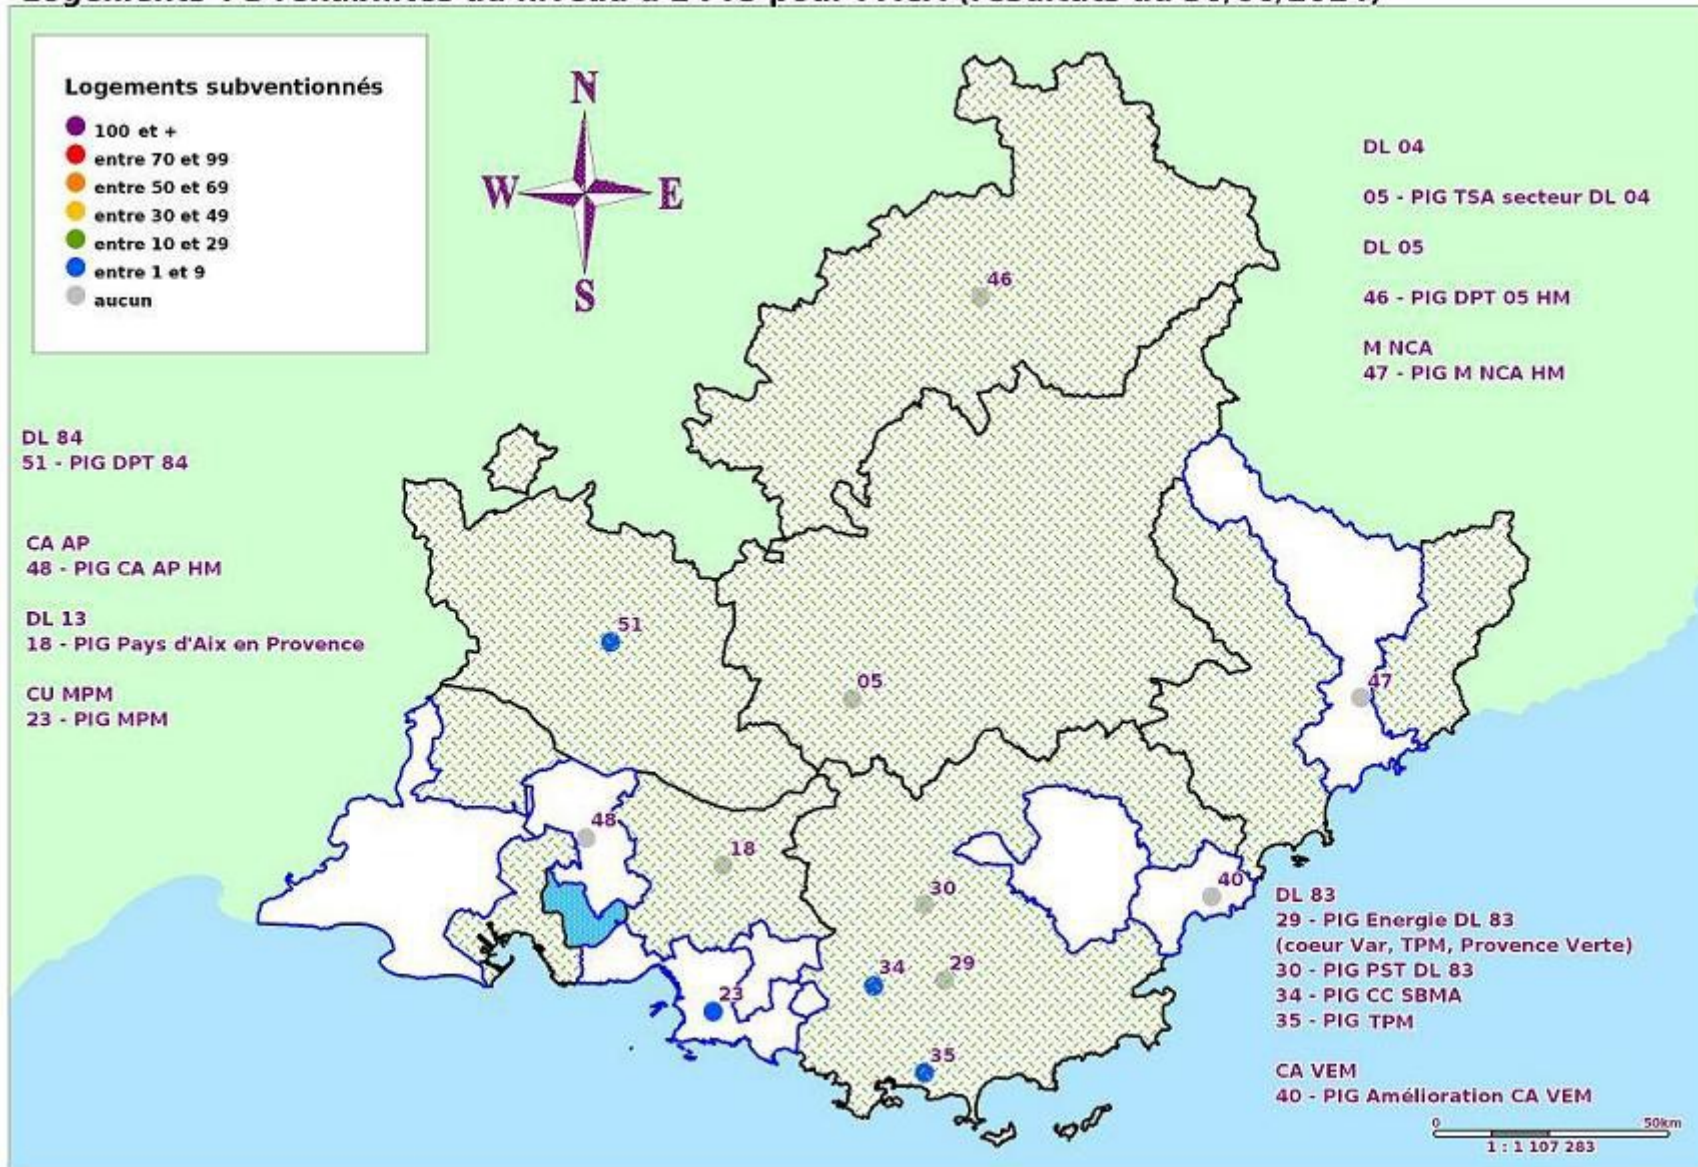 Logements subventionnés
100 et +
entre 70 et 99
entre 50 et 69
entre 30 et 49
entre 10 et 29
entre 1 et 9
aucun
N
W E
S
DL 04
05 - PIG TSA secteur DL 04
DL 05
46 - PIG DPT 05 HM
M NCA
47 - PIG M NCA HM
DL 84
51 - PIG DPT 84
CA AP
48 - PIG CA AP HM
DL 13
18 - PIG Pays d'Aix en Provence
CU MPM
23 - PIG MPM
46
51
05
47
48
18
30
40
34
29
23
35
DL 83
29 - PIG Energie DL 83
(coeur Var, TPM, Provence Verte)
30 - PIG PST DL 83
34 - PIG CC SBMA
35 - PIG TPM
CA VEM
40 - PIG Amélioration CA VEM
0 50km
1 : 1 107 283